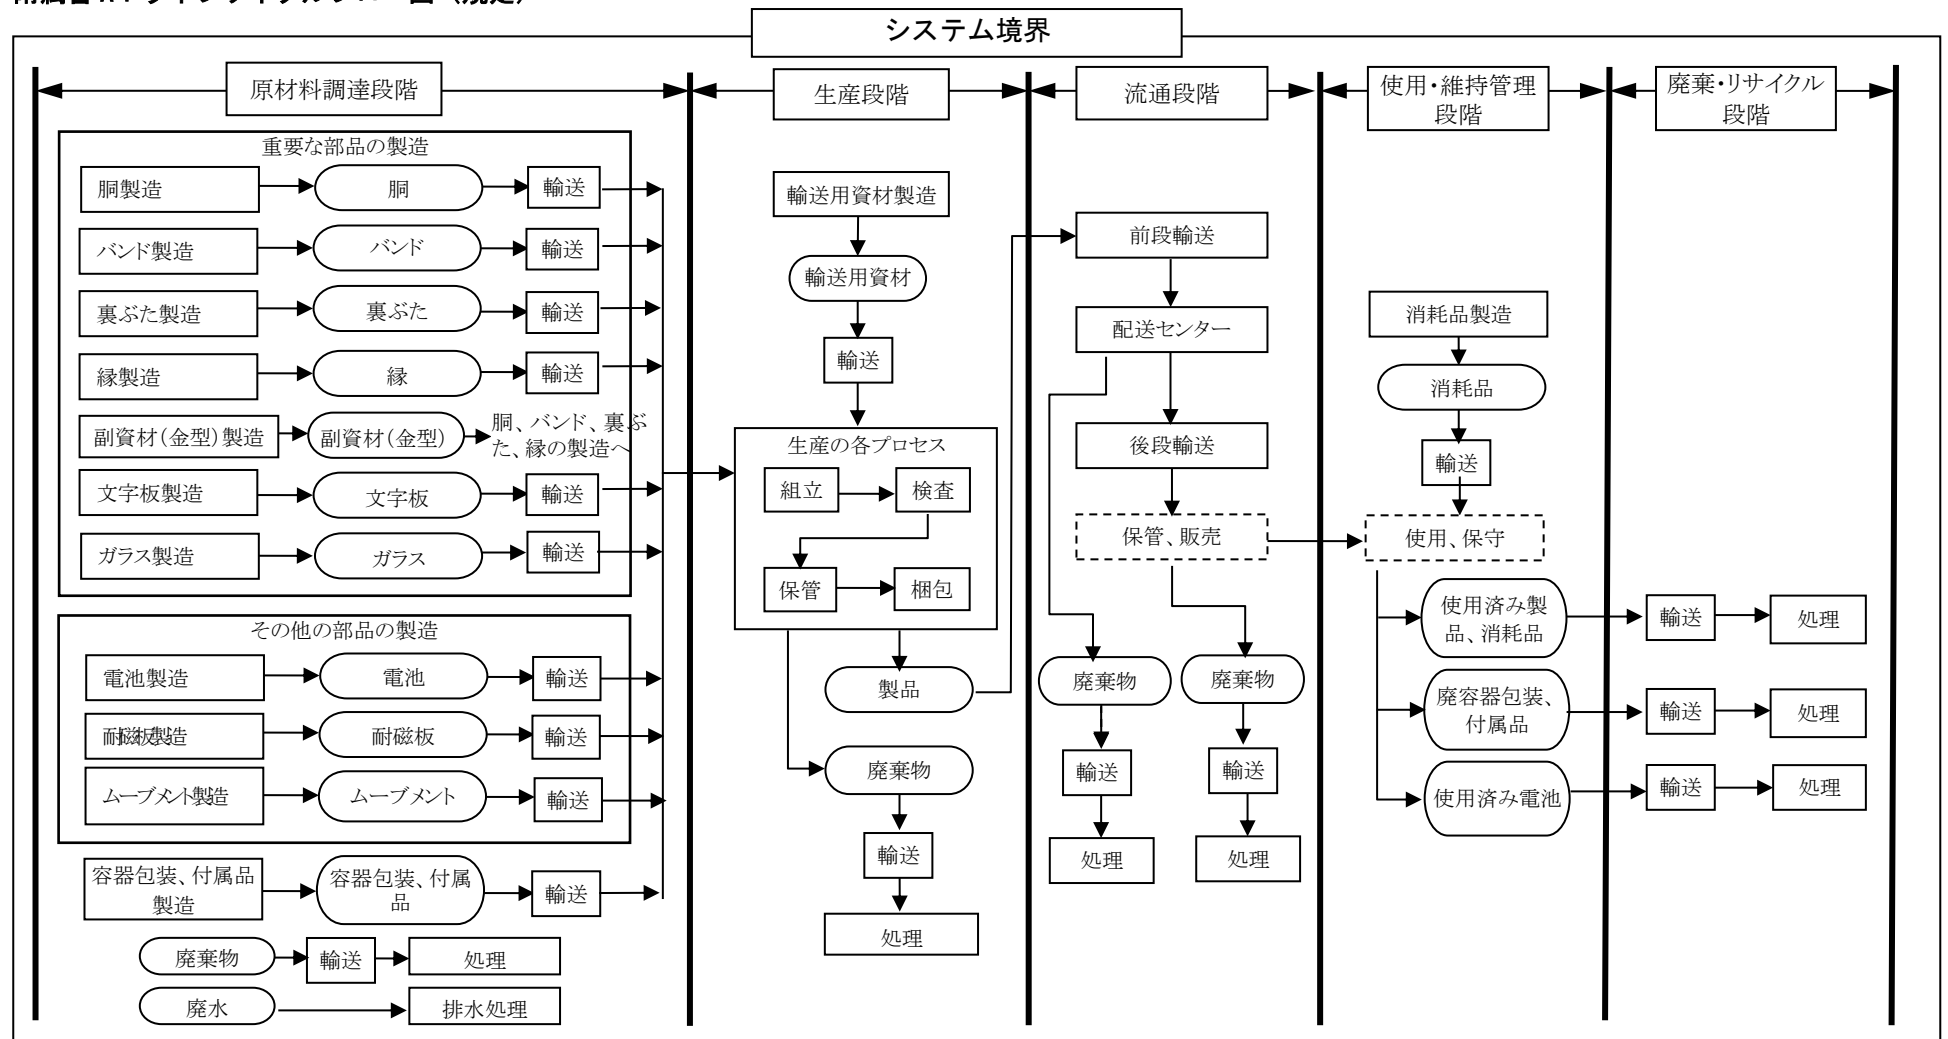 システム境界
原材料調達段階
生産段階
流通段階
使用・維持管理
段階
廃棄・リサイクル
段階
重要な部品の製造
胴製造
胴
輸送
バンド製造
バンド
輸送
裏ぶた製造
裏ぶた
輸送
縁製造
縁
輸送
副資材(金型)製造
副資材(金型)
胴、バンド、裏ぶ
た、縁の製造へ
文字板製造
文字板
輸送
ガラス製造
ガラス
輸送
その他の部品の製造
電池製造
電池
輸送
耐磁板製造
耐磁板
輸送
ムーブメント製造
ムーブメント
輸送
容器包装、付属品
製造
容器包装、付属
品
輸送
廃棄物
輸送
処理
廃水
排水処理
輸送用資材製造
輸送用資材
輸送
生産の各プロセス
組立
検査
保管
梱包
製品
廃棄物
輸送
処理
前段輸送
配送センター
後段輸送
保管、販売
廃棄物
輸送
処理
廃棄物
輸送
処理
消耗品製造
消耗品
輸送
使用、保守
使用済み製
品、消耗品
輸送
処理
廃容器包装、
付属品
輸送
処理
使用済み電池
輸送
処理